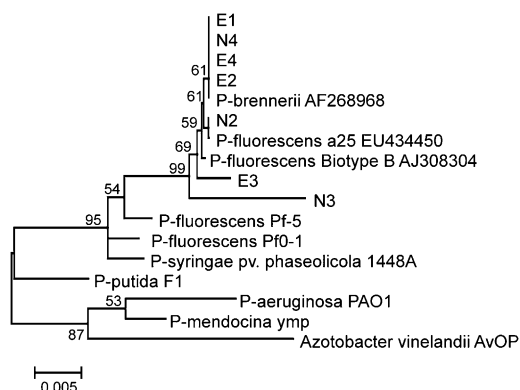 E1
N4
E4
61
E2
61
P-brennerii AF268968
N2
59
P-fluorescens a25 EU434450
69
P-fluorescens Biotype B AJ308304
99
E3
54
N3
95
P-fluorescens Pf-5
P-fluorescens Pf0-1
P-syringae pv. phaseolicola 1448A
P-putida F1
53
P-aeruginosa PAO1
P-mendocina ymp
87
Azotobacter vinelandii AvOP
0.005